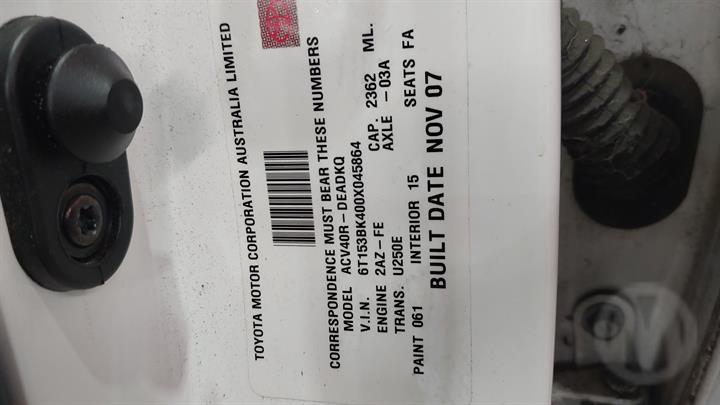 TOYOTA MOTOR CORPORATION AUSTRALIA LIMITED
CORRESPONDENCE MUST BEAR THESE NUMBERS
MODEL ACV40R-DEADKQ
V.I.N. 6T153BK400X045864
ENGINE 2AZ-FE CAP. 2362 ML.
TRANS. U250E AXLE -03A
PAINT 061 INTERIOR 15 SEATS FA
BUILT DATE NOV 07